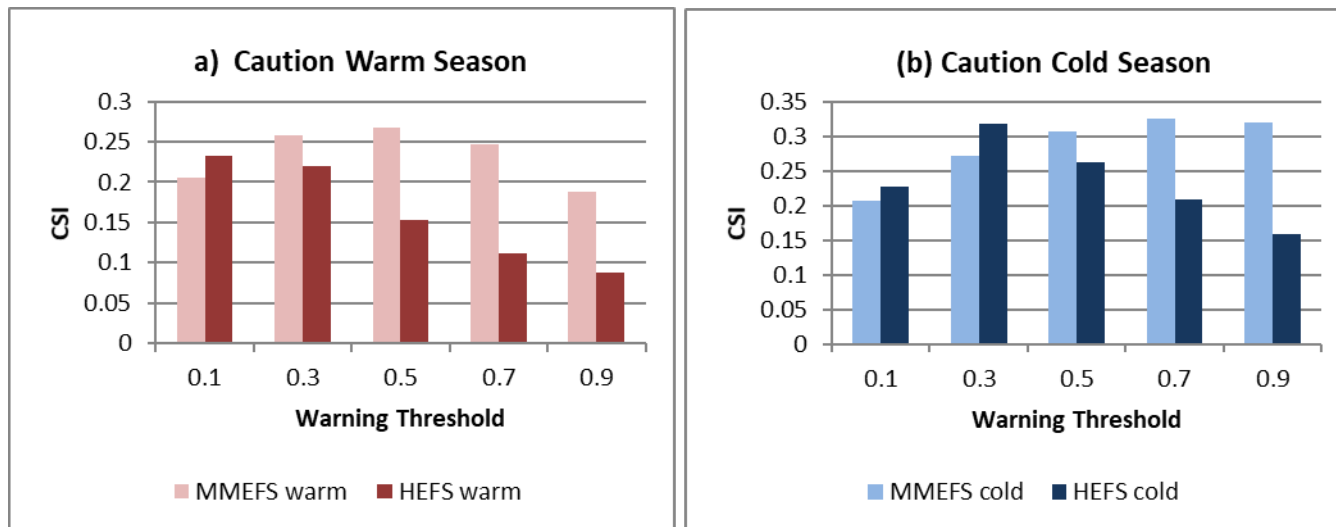 a) Caution Warm Season
0.3
0.25
0.2
0.15
0.1
0.05
0
CSI
0.1 0.3 0.5 0.7 0.9
Warning Threshold
MMEFS warm HEFS warm
(b) Caution Cold Season
0.35
0.3
0.25
0.2
0.15
0.1
0.05
0
CSI
0.1 0.3 0.5 0.7 0.9
Warning Threshold
MMEFS cold HEFS cold